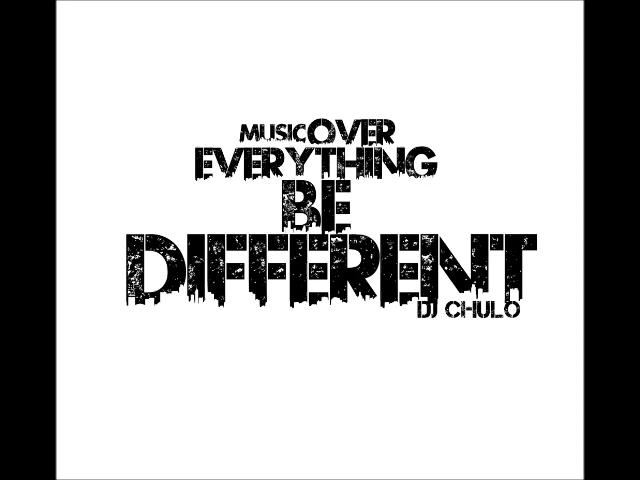 MUSIC OVER
EVERYTHING
BE
DIFFERENT
DJ CHULO